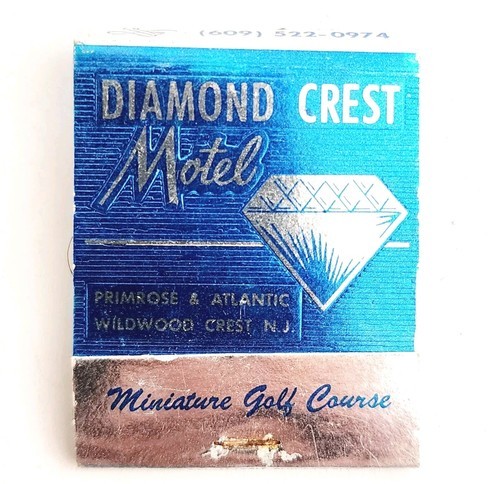 (609) 522-0974
DIAMOND CREST
Motel
PRIMROSE & ATLANTIC
WILDWOOD CREST, N.J.
Miniature Golf Course